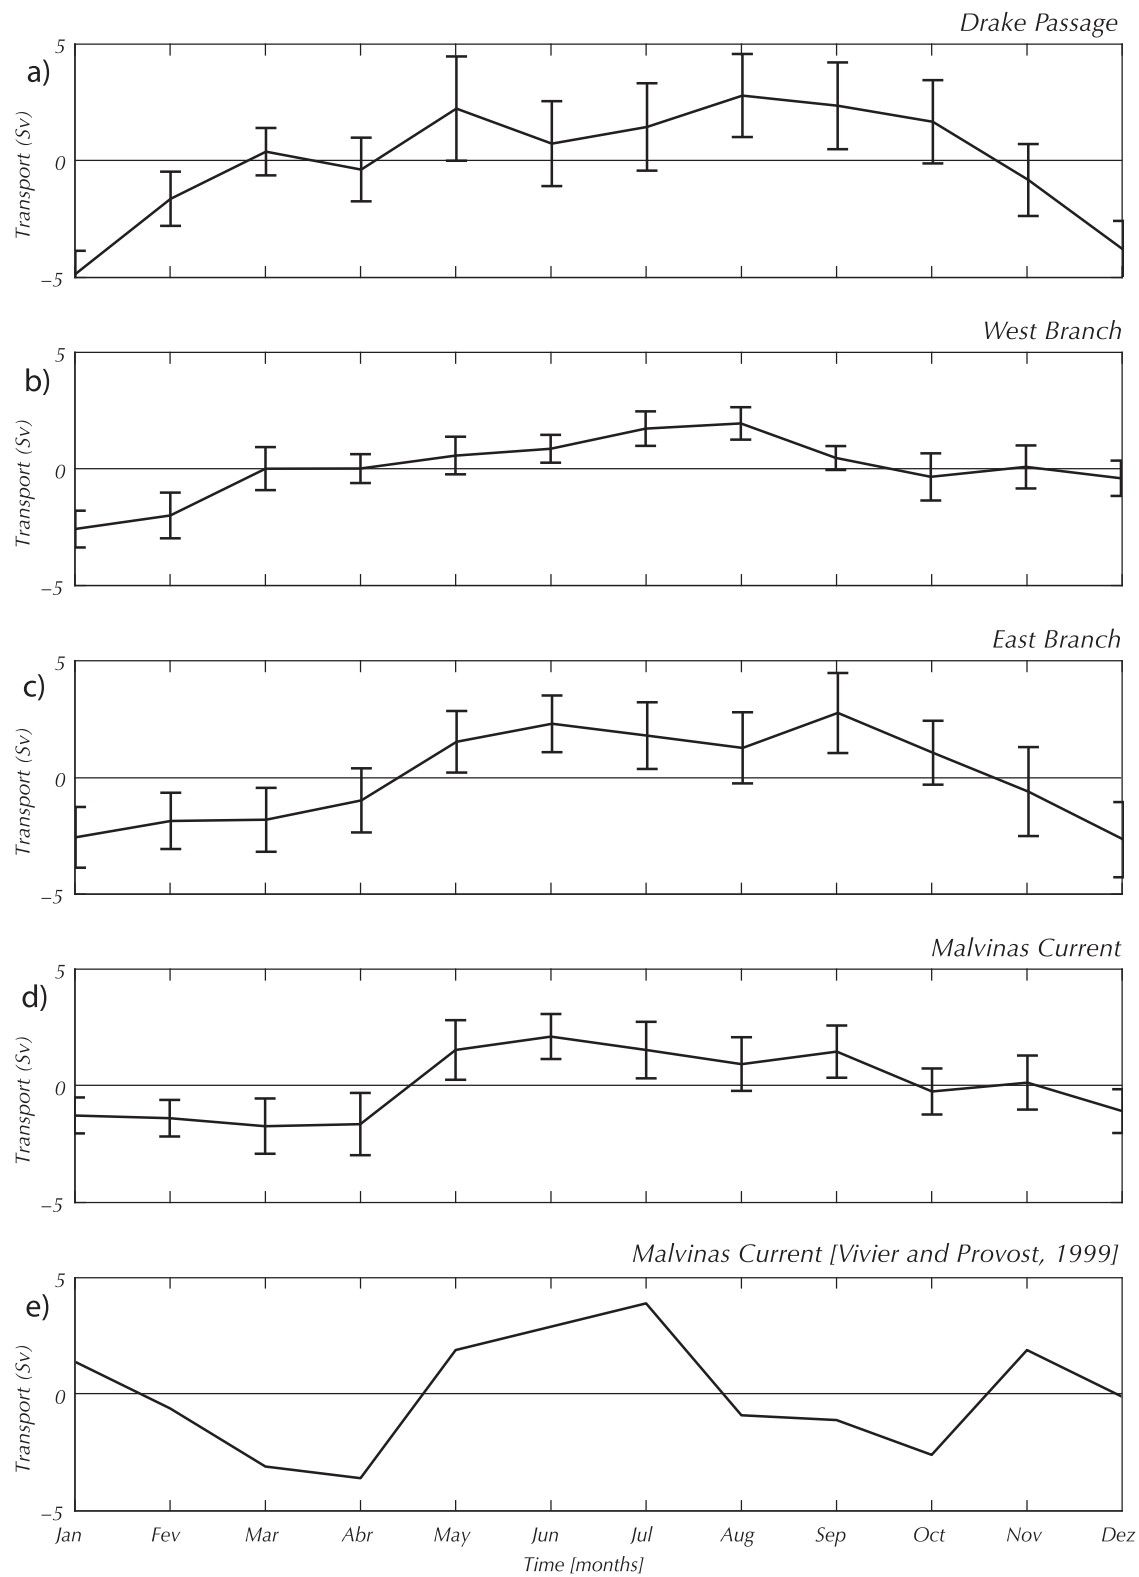 Drake Passage
a)
5
0
−5
Transport (Sv)
West Branch
b)
5
0
−5
Transport (Sv)
East Branch
c)
5
0
−5
Transport (Sv)
Malvinas Current
d)
5
0
−5
Transport (Sv)
Malvinas Current [Vivier and Provost, 1999]
e)
5
0
−5
Transport (Sv)
Jan Fev Mar Abr May Jun Jul Aug Sep Oct Nov Dez
Time [months]